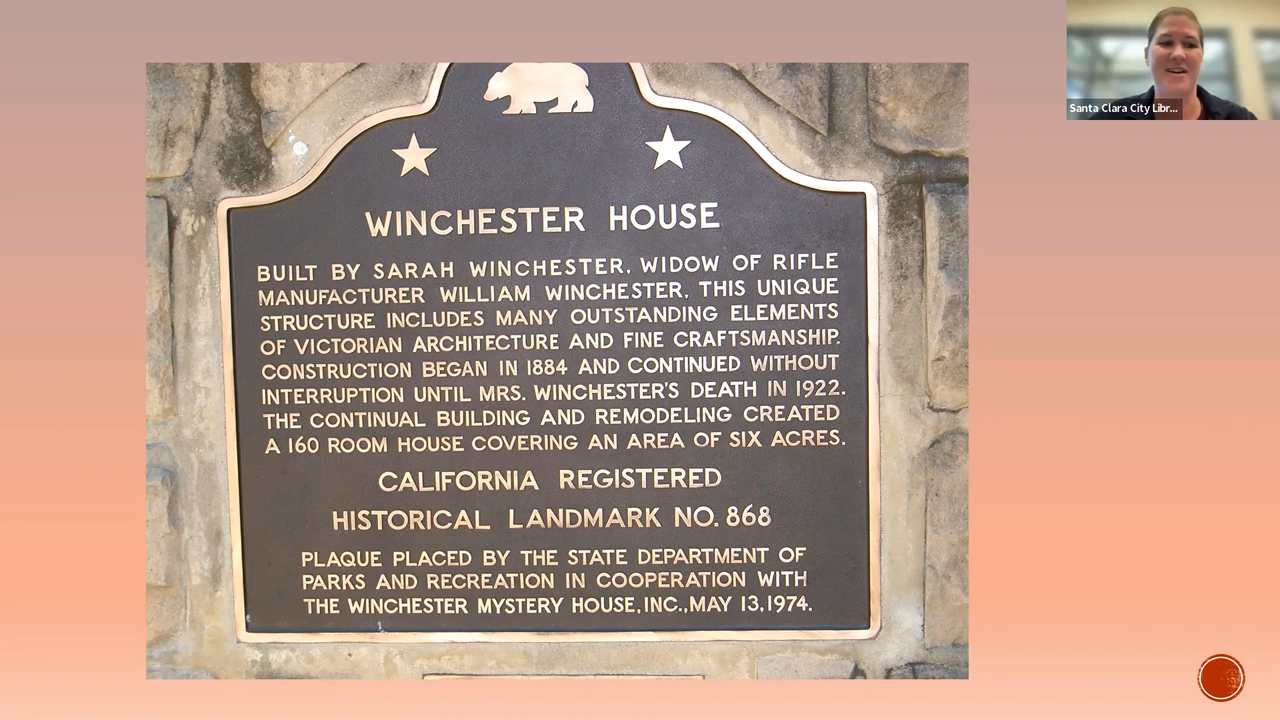 Santa Clara City Libr...
WINCHESTER HOUSE
BUILT BY SARAH WINCHESTER, WIDOW OF RIFLE
MANUFACTURER WILLIAM WINCHESTER, THIS UNIQUE
STRUCTURE INCLUDES MANY OUTSTANDING ELEMENTS
OF VICTORIAN ARCHITECTURE AND FINE CRAFTSMANSHIP.
CONSTRUCTION BEGAN IN 1884 AND CONTINUED WITHOUT
INTERRUPTION UNTIL MRS. WINCHESTER'S DEATH IN 1922.
THE CONTINUAL BUILDING AND REMODELING CREATED
A 160 ROOM HOUSE COVERING AN AREA OF SIX ACRES.
CALIFORNIA REGISTERED
HISTORICAL LANDMARK NO. 868
PLAQUE PLACED BY THE STATE DEPARTMENT OF
PARKS AND RECREATION IN COOPERATION WITH
THE WINCHESTER MYSTERY HOUSE, INC., MAY 13, 1974.